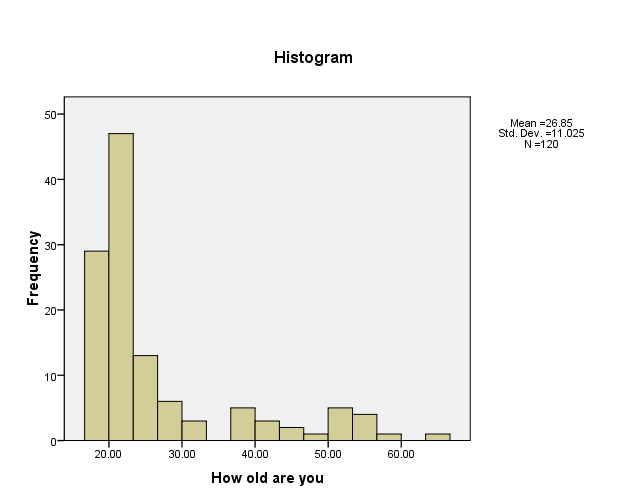 Histogram
50
40
30
20
10
0
Frequency
20.00 30.00 40.00 50.00 60.00
How old are you
Mean =26.85
Std. Dev. =11.025
N =120